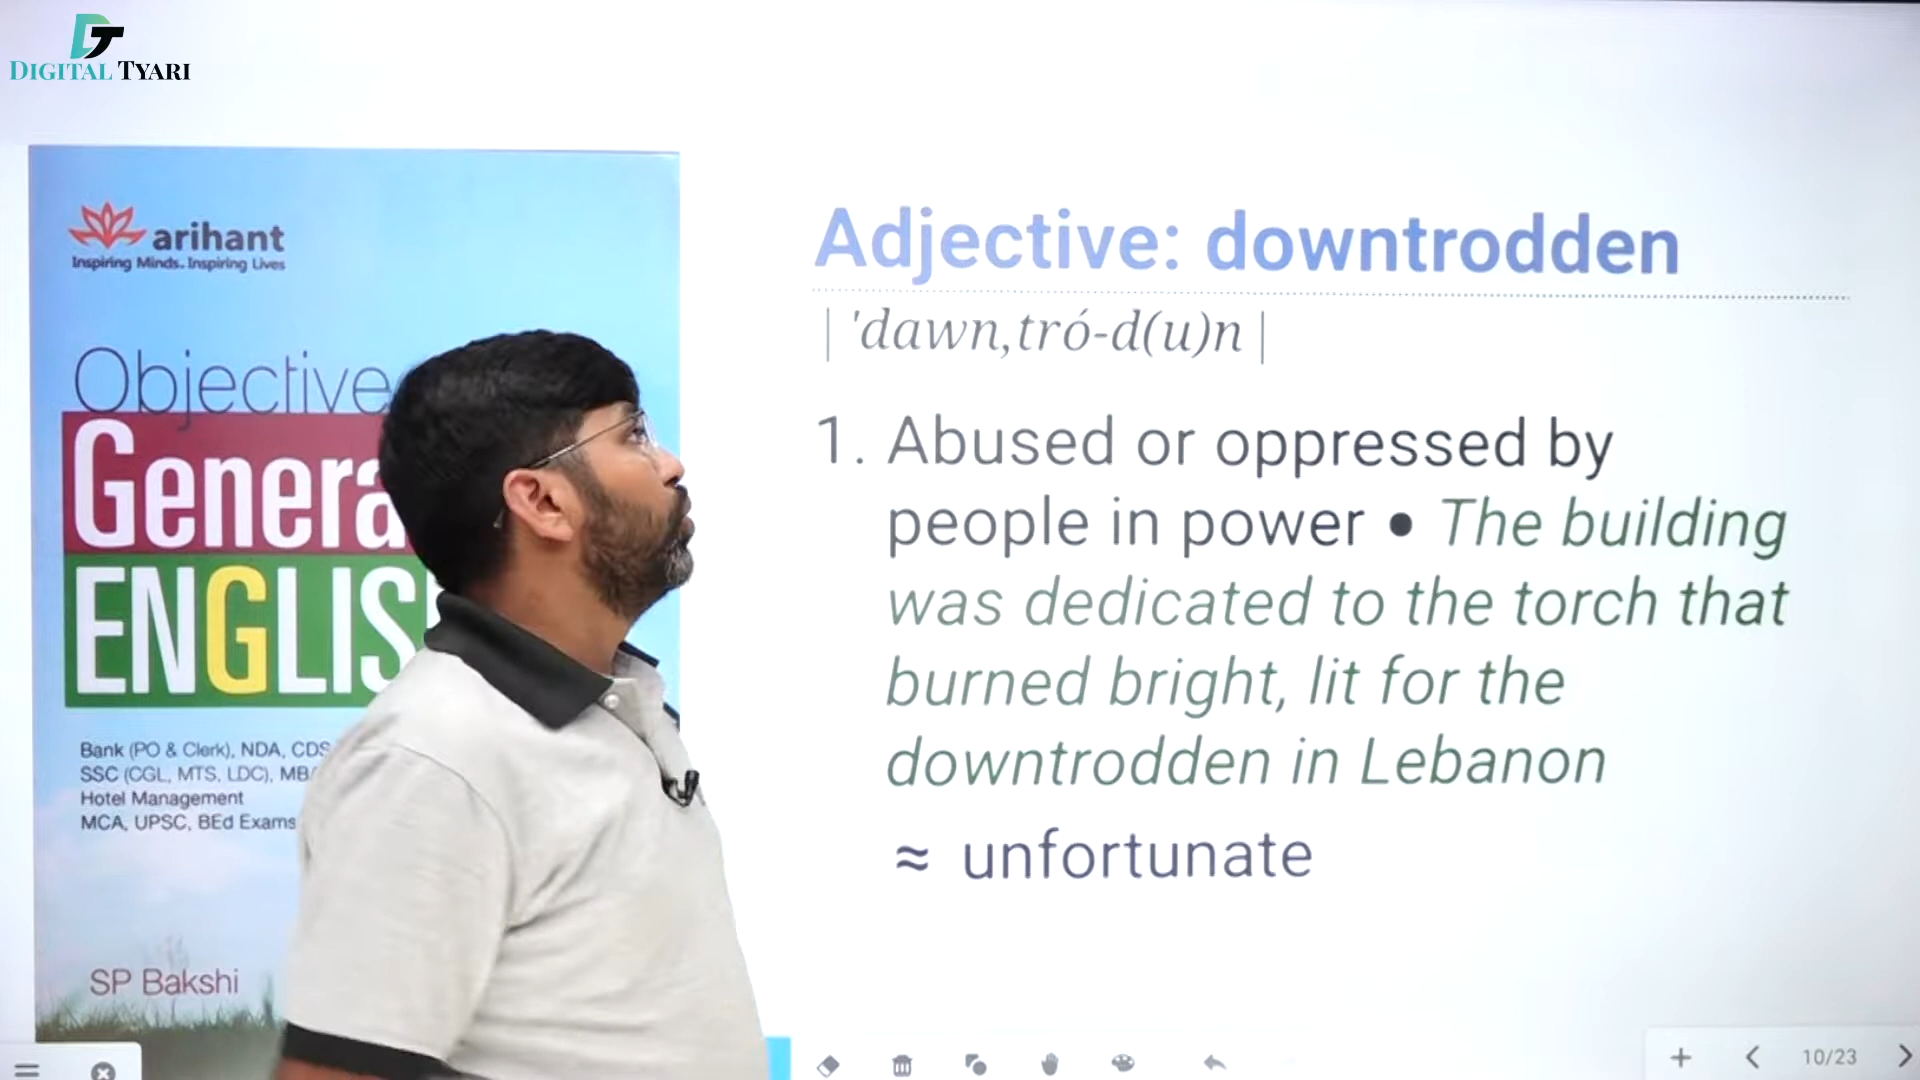 DT
DIGITAL TYARI
arihant
Inspiring Minds. Inspiring Lives
Objective
General
ENGLIS
Bank (PO & Clerk), NDA, CDS
SSC (CGL, MTS, LDC), MB
Hotel Management
MCA, UPSC, BEd Exams
SP Bakshi
Adjective: downtrodden
| 'dawn,tró-d(u)n |
1. Abused or oppressed by
people in power • The building
was dedicated to the torch that
burned bright, lit for the
downtrodden in Lebanon
≈ unfortunate
10/23